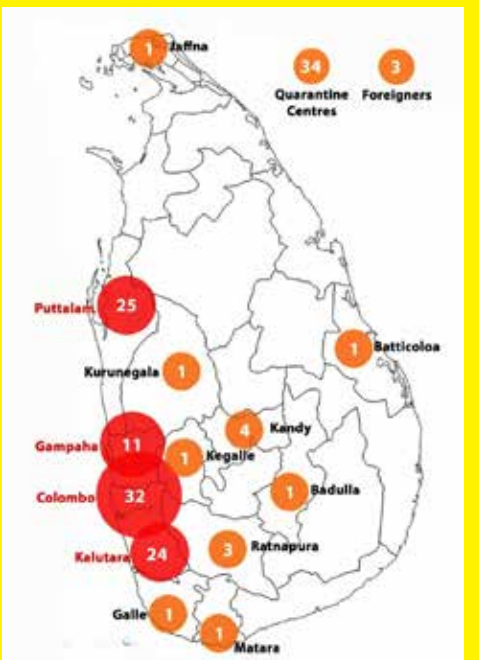 1 Jaffna
34
Quarantine
Centres
3
Foreigners
Puttalam 25
1 Batticoloa
Kurunegala 1
4 Kandy
Gampaha 11
1 Kegalle
Colombo 32
1 Badulla
Kalutara 24
3 Ratnapura
Galle 1
1 Matara